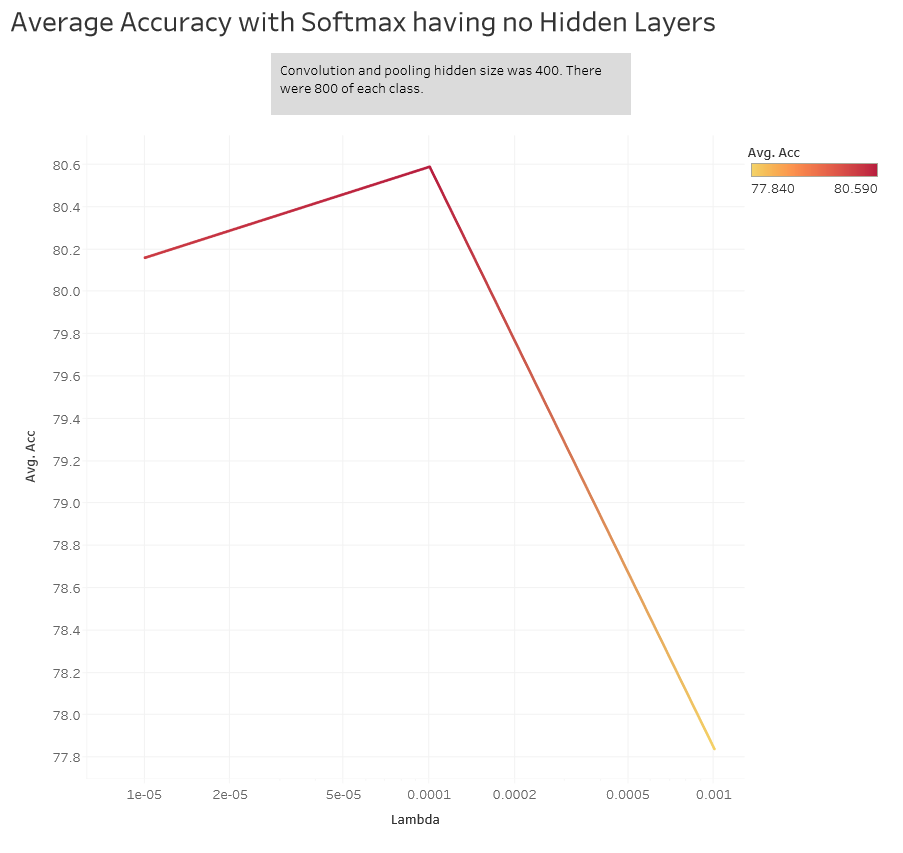 Average Accuracy with Softmax having no Hidden Layers
Convolution and pooling hidden size was 400. There
were 800 of each class.
Avg. Acc
77.840 80.590
80.6
80.4
80.2
80.0
79.8
79.6
79.4
79.2
79.0
78.8
78.6
78.4
78.2
78.0
77.8
Avg. Acc
1e-05 2e-05 5e-05 0.0001 0.0002 0.0005 0.001
Lambda